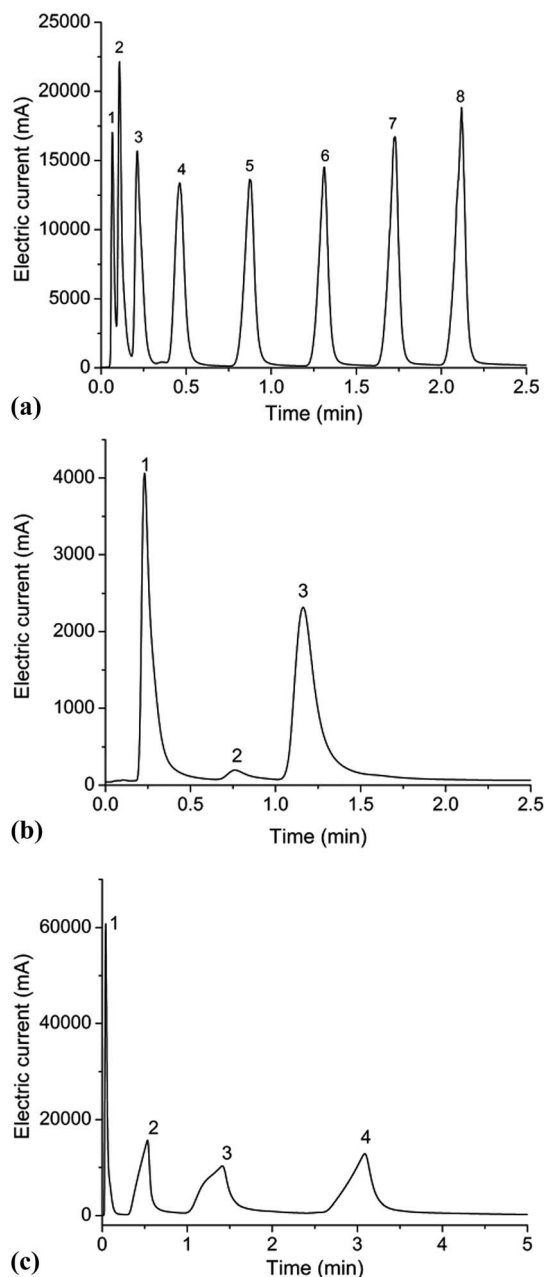 25000
20000
15000
10000
5000
0
Electric current (mA)
1
2
3
4
5
6
7
8
0.0 0.5 1.0 1.5 2.0 2.5
Time (min)
(a)
4000
3000
2000
1000
0
Electric current (mA)
1
2
3
0.0 0.5 1.0 1.5 2.0 2.5
Time (min)
(b)
60000
40000
20000
0
Electric current (mA)
1
2
3
4
0 1 2 3 4 5
Time (min)
(c)